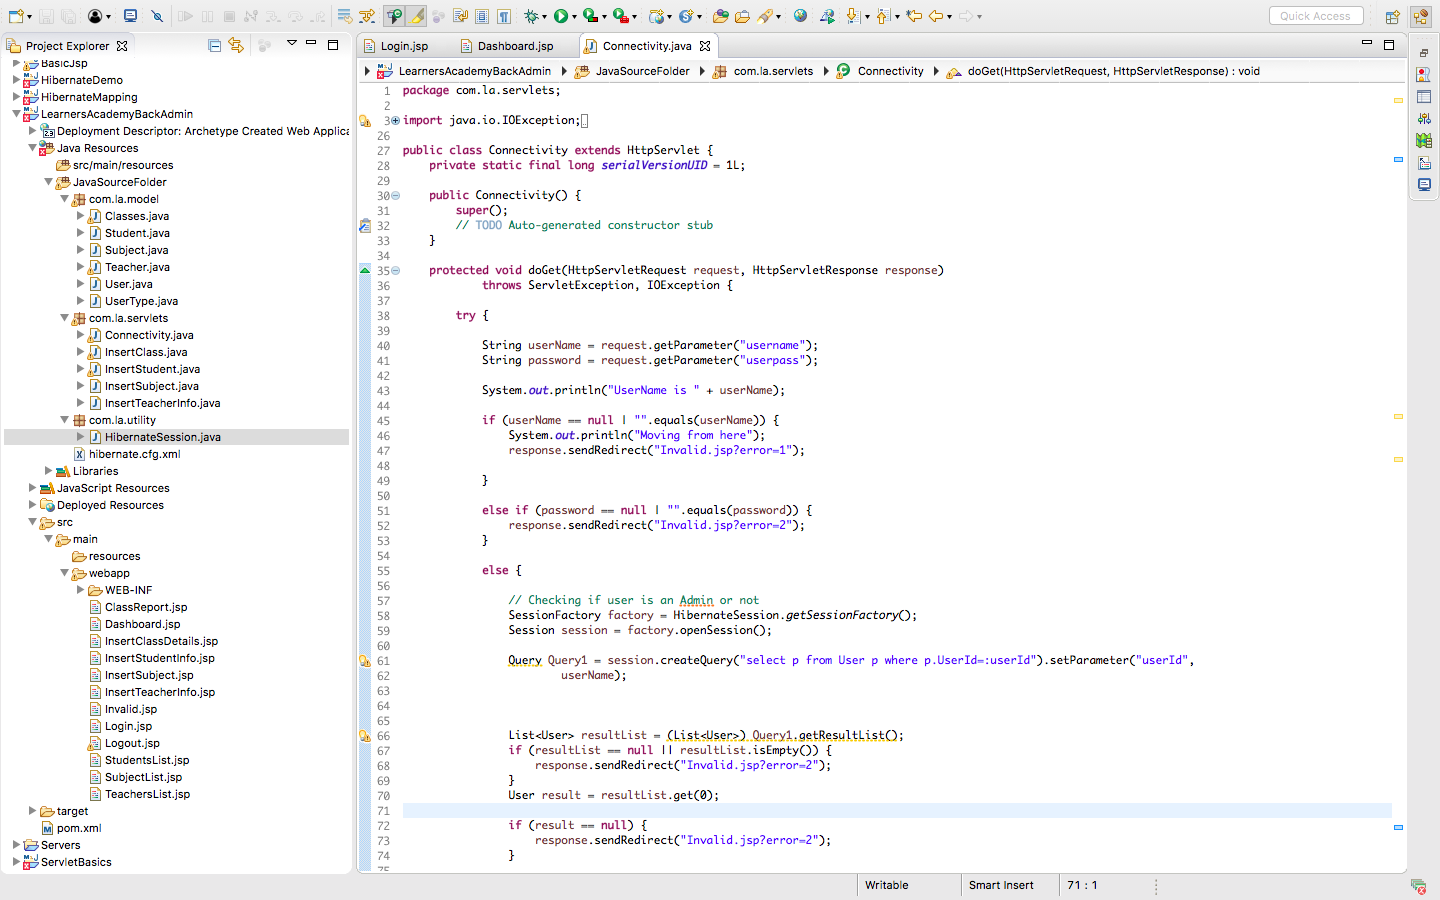 Quick Access
Project Explorer
BasicJsp
HibernateDemo
HibernateMapping
LearnersAcademyBackAdmin
Deployment Descriptor: Archetype Created Web Applica
Java Resources
src/main/resources
JavaSourceFolder
com.la.model
Classes.java
Student.java
Subject.java
Teacher.java
User.java
UserType.java
com.la.servlets
Connectivity.java
InsertClass.java
InsertStudent.java
InsertSubject.java
InsertTeacherInfo.java
com.la.utility
HibernateSession.java
hibernate.cfg.xml
Libraries
JavaScript Resources
Deployed Resources
src
main
resources
webapp
WEB-INF
ClassReport.jsp
Dashboard.jsp
InsertClassDetails.jsp
InsertStudentInfo.jsp
InsertSubject.jsp
InsertTeacherInfo.jsp
Invalid.jsp
Login.jsp
Logout.jsp
StudentsList.jsp
SubjectList.jsp
TeachersList.jsp
target
pom.xml
Servers
ServletBasics
Login.jsp Dashboard.jsp Connectivity.java
LearnersAcademyBackAdmin JavaSourceFolder com.la.servlets Connectivity doGet(HttpServletRequest, HttpServletResponse) : void
1 package com.la.servlets;
2
3 import java.io.IOException;
26
27 public class Connectivity extends HttpServlet {
28 private static final long serialVersionUID = 1L;
29
30 public Connectivity() {
31 super();
32 // TODO Auto-generated constructor stub
33 }
34
35 protected void doGet(HttpServletRequest request, HttpServletResponse response)
36 throws ServletException, IOException {
37
38 try {
39
40 String userName = request.getParameter("username");
41 String password = request.getParameter("userpass");
42
43 System.out.println("UserName is " + userName);
44
45 if (userName == null | "".equals(userName)) {
46 System.out.println("Moving from here");
47 response.sendRedirect("Invalid.jsp?error=1");
48
49 }
50
51 else if (password == null | "".equals(password)) {
52 response.sendRedirect("Invalid.jsp?error=2");
53 }
54
55 else {
56
57 // Checking if user is an Admin or not
58 SessionFactory factory = HibernateSession.getSessionFactory();
59 Session session = factory.openSession();
60
61 Query Query1 = session.createQuery("select p from User p where p.UserId=:userId").setParameter("userId",
62 userName);
63
64
65
66 List<User> resultList = (List<User>) Query1.getResultList();
67 if (resultList == null || resultList.isEmpty()) {
68 response.sendRedirect("Invalid.jsp?error=2");
69 }
70 User result = resultList.get(0);
71
72 if (result == null) {
73 response.sendRedirect("Invalid.jsp?error=2");
74 }
75
Writable Smart Insert 71 : 1